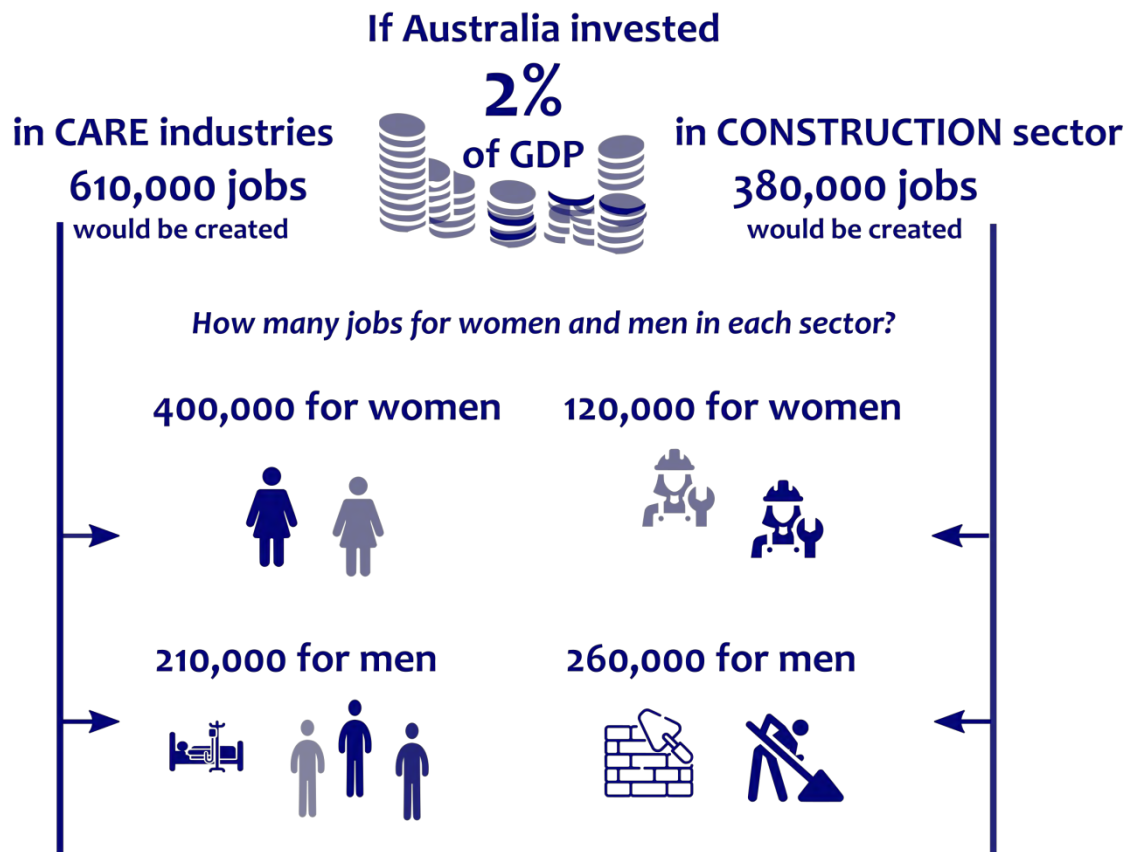 If Australia invested
2%
of GDP
in CARE industries
610,000 jobs
would be created
in CONSTRUCTION sector
380,000 jobs
would be created
How many jobs for women and men in each sector?
400,000 for women
120,000 for women
210,000 for men
260,000 for men